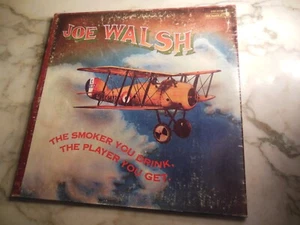 JOE WALSH
THE SMOKER YOU DRINK,
THE PLAYER YOU GET